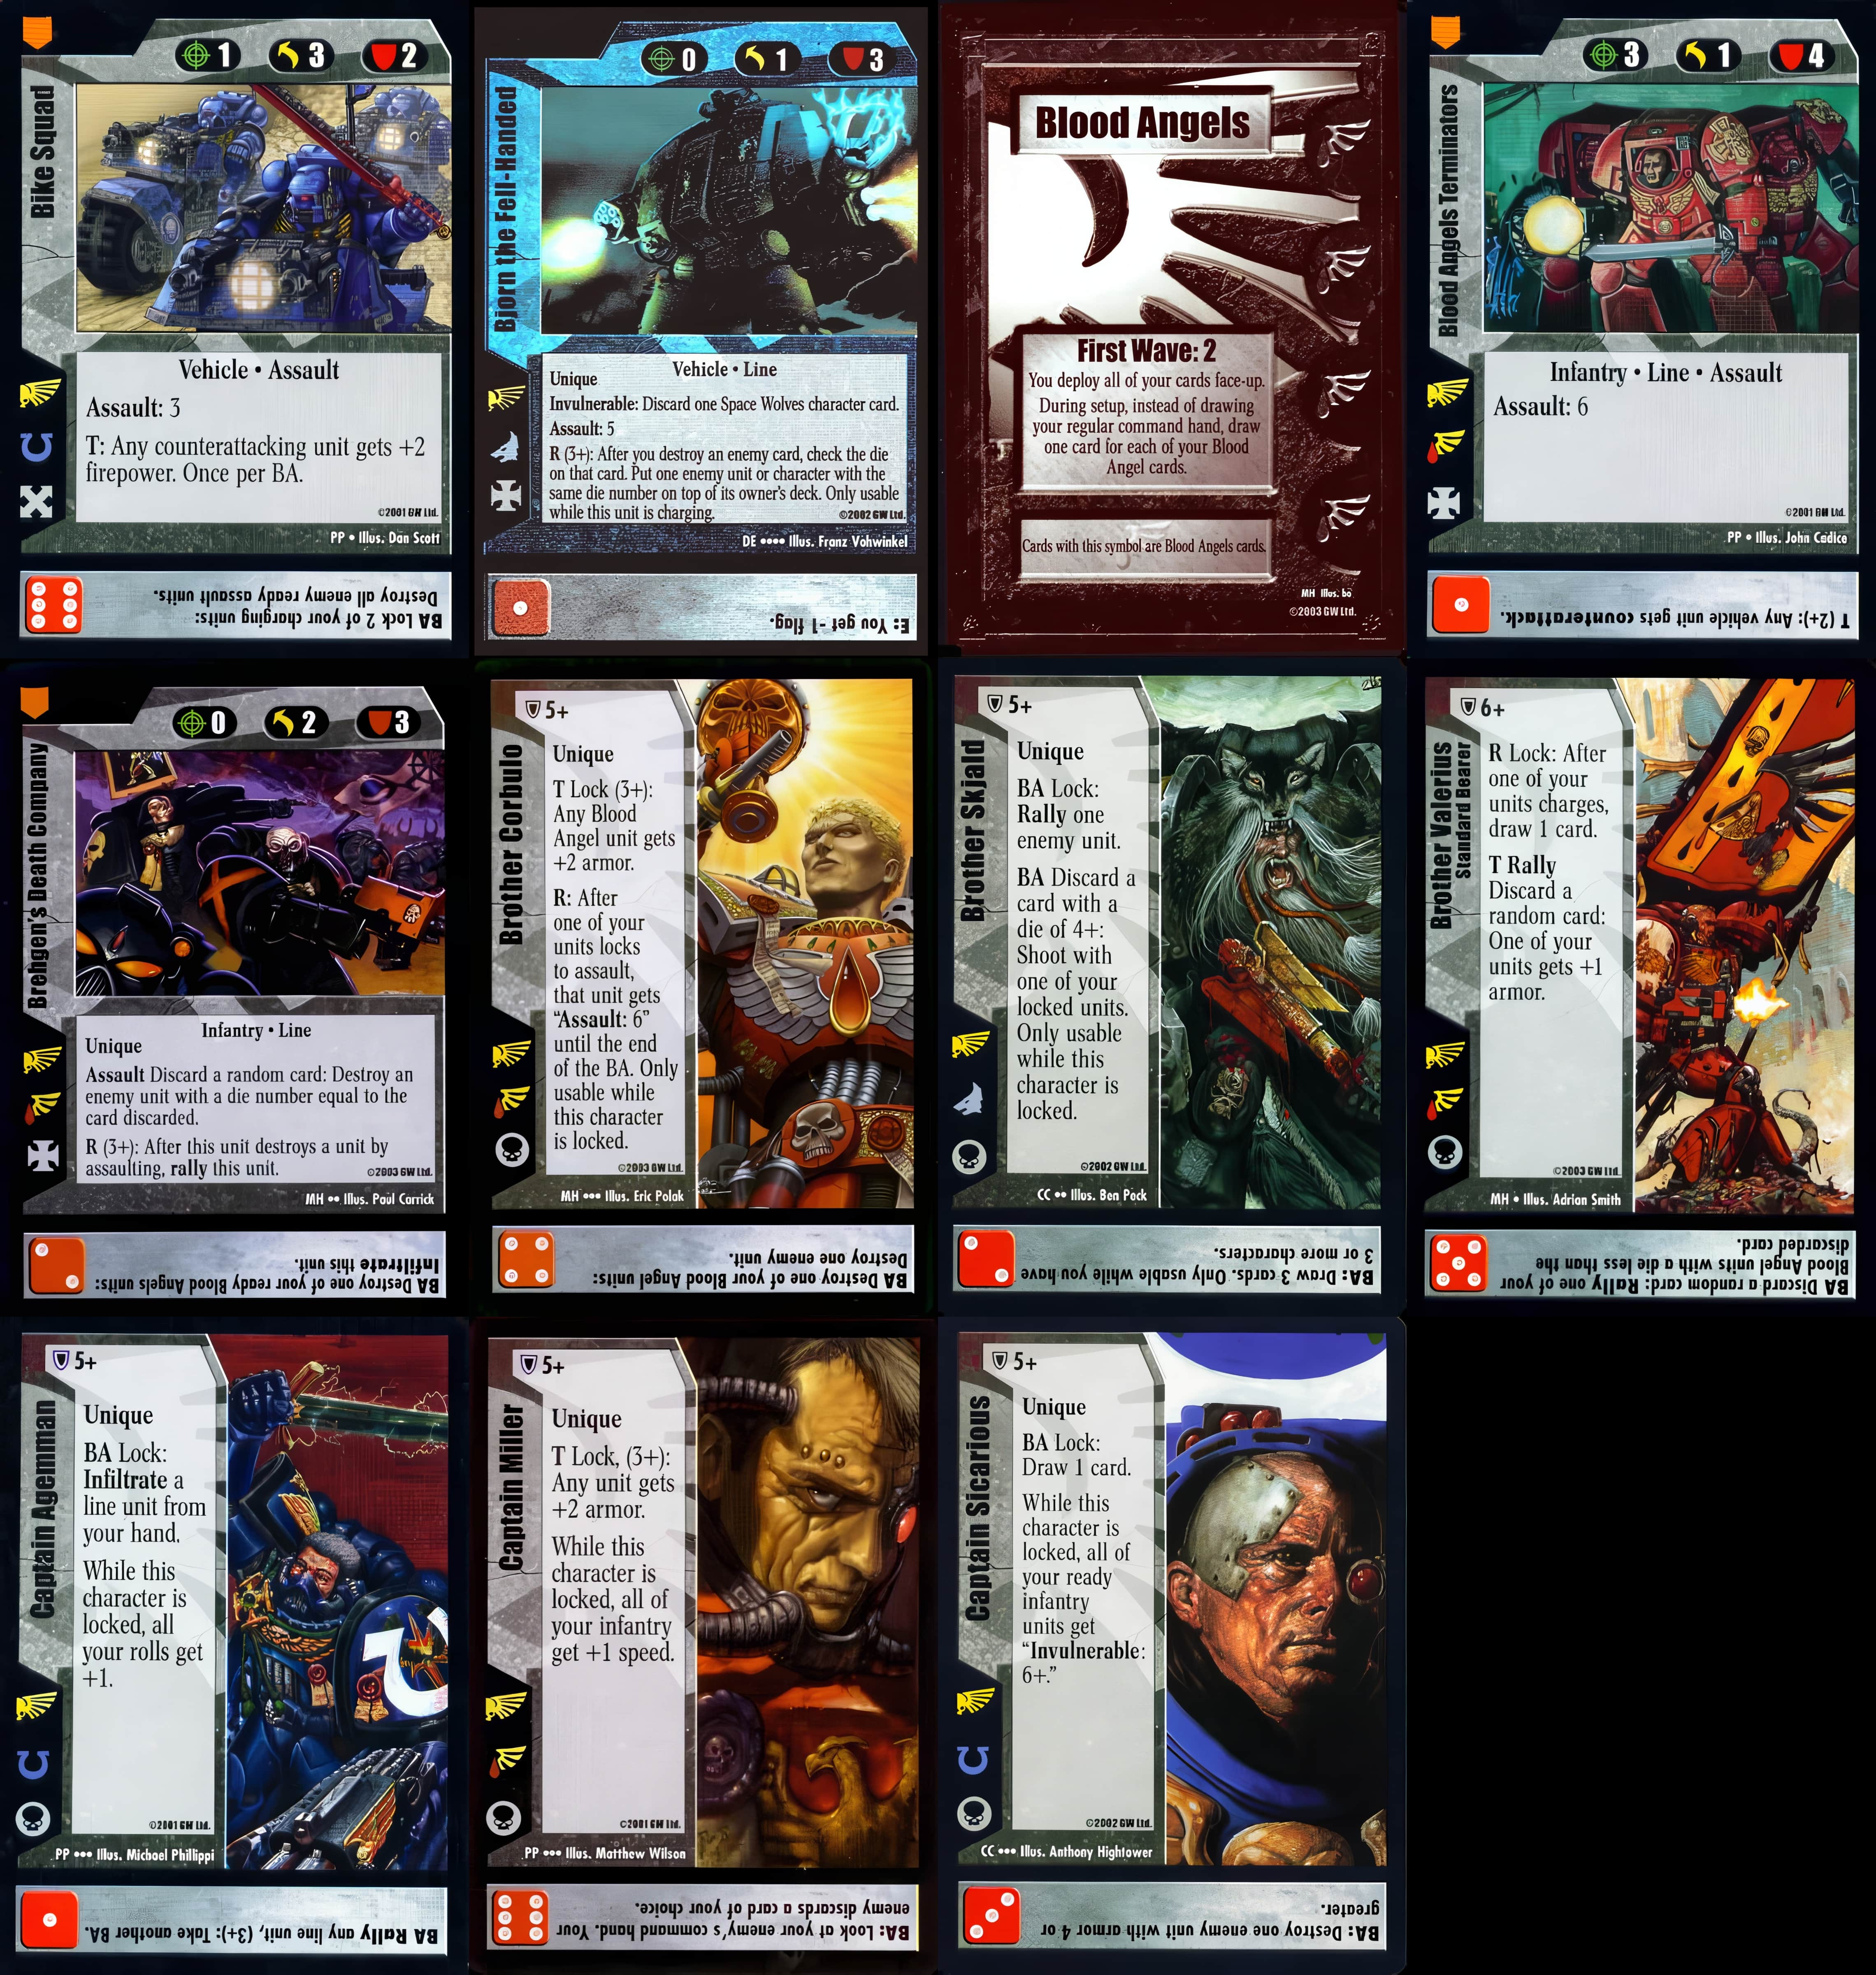 1 3 2
Bike Squad
Vehicle • Assault
Assault: 3
T: Any counterattacking unit gets +2
firepower. Once per BA.
©2001 GW Ltd.
PP • Illus. Dan Scott
BA Lock 2 of your charging units:
Destroy all enemy ready assault units.
0 1 3
Bjorn the Fell-Handed
Vehicle • Line
Unique
Invulnerable: Discard one Space Wolves character card.
Assault: 5
R (3+): After you destroy an enemy card, check the die
on that card. Put one enemy unit or character with the
same die number on top of its owner's deck. Only usable
while this unit is charging.
©2002 GW Ltd.
DE •••• Illus. Franz Vohwinkel
E: You get -1 flag.
Blood Angels
First Wave: 2
You deploy all of your cards face-up.
During setup, instead of drawing
your regular command hand, draw
one card for each of your Blood
Angel cards.
Cards with this symbol are Blood Angels cards.
MH Illus. bo
©2003 GW Ltd.
3 1 4
Blood Angels Terminators
Infantry • Line • Assault
Assault: 6
©2001 GW Ltd.
PP • Illus. John Cadice
T (2+): Any vehicle unit gets counterattack.
0 2 3
Brehgen's Death Company
Infantry • Line
Unique
Assault Discard a random card: Destroy an
enemy unit with a die number equal to the
card discarded.
R (3+): After this unit destroys a unit by
assaulting, rally this unit.
©2003 GW Ltd.
MH •• Illus. Paul Carrick
BA Destroy one of your ready Blood Angels units:
Infiltrate this unit.
5+
Brother Corbulo
Unique
T Lock (3+):
Any Blood
Angel unit gets
+2 armor.
R: After
one of your
units locks
to assault,
that unit gets
“Assault: 6”
until the end
of the BA. Only
usable while
this character
is locked.
©2003 GW Ltd.
MH ••• Illus. Eric Polak
BA Destroy one of your Blood Angel units:
Destroy one enemy unit.
5+
Brother Skjald
Unique
BA Lock:
Rally one
enemy unit.
BA Discard a
card with a
die of 4+:
Shoot with
one of your
locked units.
Only usable
while this
character is
locked.
©2002 GW Ltd.
CC •• Illus. Ben Peck
BA: Draw 3 cards. Only usable while you have
3 or more characters.
6+
Brother Valerius
Standard Bearer
R Lock: After
one of your
units charges,
draw 1 card.
T Rally
Discard a
random card:
One of your
units gets +1
armor.
©2003 GW Ltd.
MH • Illus. Adrian Smith
BA Discard a random card: Rally one of your
Blood Angel units with a die less than the
discarded card.
5+
Captain Agemman
Unique
BA Lock:
Infiltrate a
line unit from
your hand.
While this
character is
locked, all
your rolls get
+1.
©2001 GW Ltd.
PP ••• Illus. Michael Phillippi
BA Rally any line unit, (3+): Take another BA.
5+
Captain Miller
Unique
T Lock, (3+):
Any unit gets
+2 armor.
While this
character is
locked, all of
your infantry
get +1 speed.
©2001 GW Ltd.
PP ••• Illus. Matthew Wilson
BA: Look at your enemy's command hand. Your
enemy discards a card of your choice.
5+
Captain Sicarious
Unique
BA Lock:
Draw 1 card.
While this
character is
locked, all of
your ready
infantry
units get
“Invulnerable:
6+.”
©2002 GW Ltd.
CC ••• Illus. Anthony Hightower
BA: Destroy one enemy unit with armor 4 or
greater.